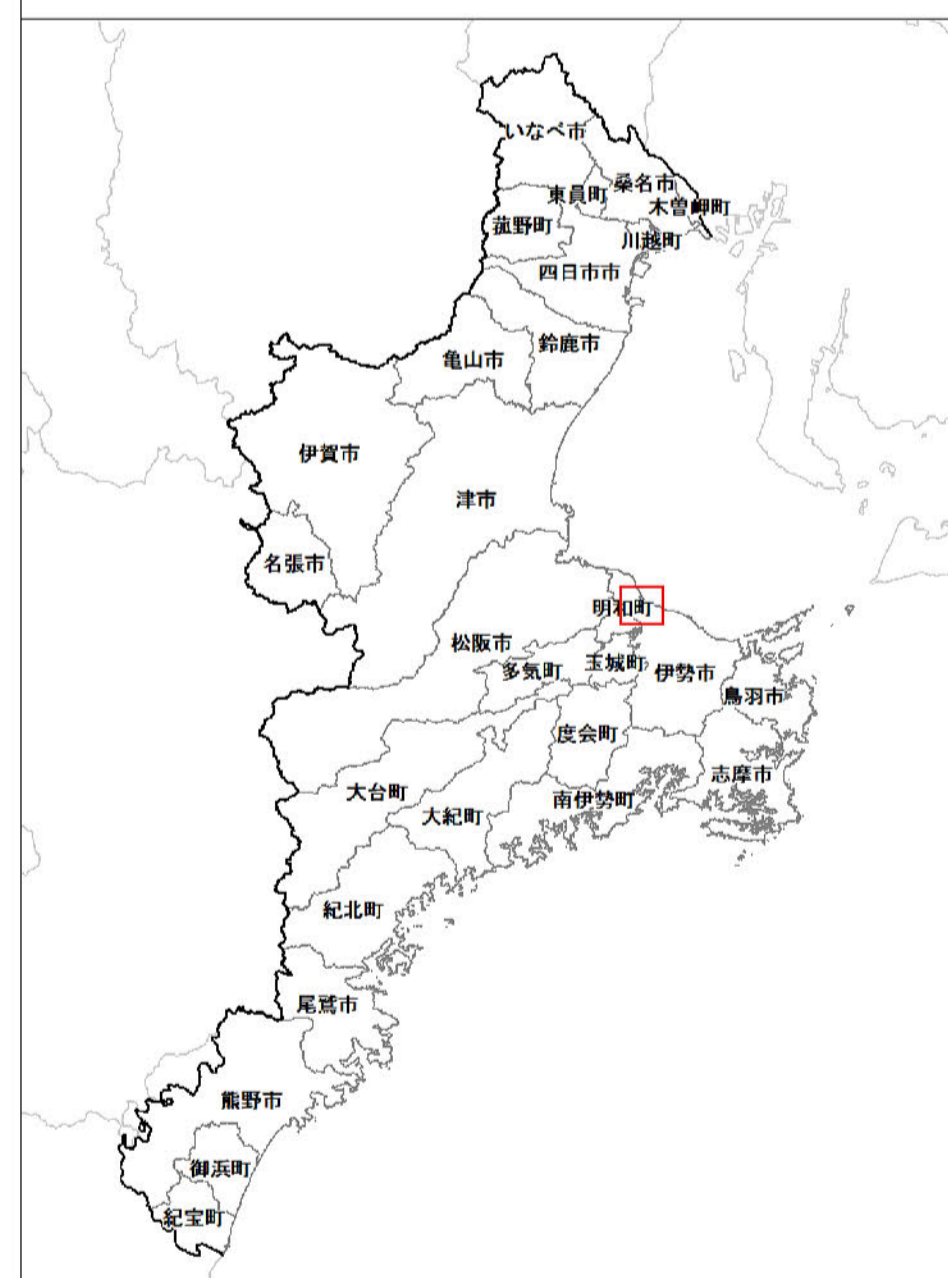 いなべ市
桑名市
東員町
木曽岬町
菰野町
川越町
四日市市
鈴鹿市
亀山市
伊賀市
津市
名張市
明和町
松阪市
多気町
玉城町
伊勢市
鳥羽市
度会町
志摩市
大台町
南伊勢町
大紀町
紀北町
尾鷲市
熊野市
御浜町
紀宝町